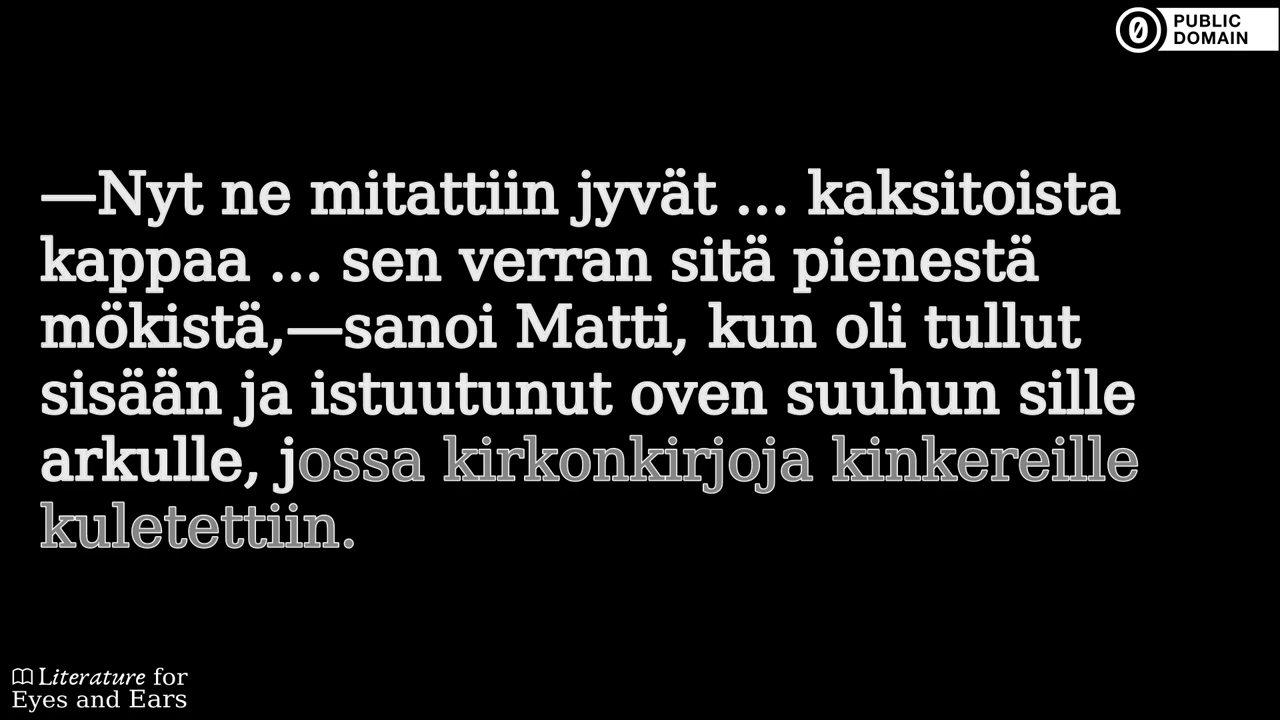 PUBLIC
DOMAIN
—Nyt ne mitattiin jyvät ... kaksitoista
kappaa ... sen verran sitä pienestä
mökistä,—sanoi Matti, kun oli tullut
sisään ja istuutunut oven suuhun sille
arkulle, jossa kirkonkirjoja kinkereille
kuletettiin.
Literature for
Eyes and Ears